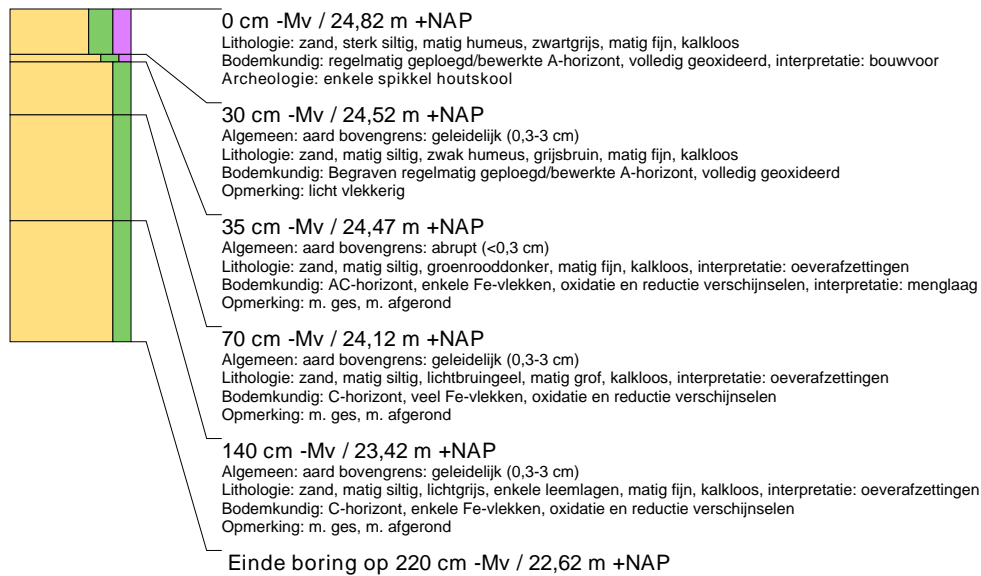 0 cm -Mv / 24,82 m +NAP
Lithologie: zand, sterk siltig, matig humeus, zwartgrijs, matig fijn, kalkloos
Bodemkundig: regelmatig geploegd/bewerkte A-horizont, volledig geoxideerd, interpretatie: bouwvoor
Archeologie: enkele spikkel houtskool
30 cm -Mv / 24,52 m +NAP
Algemeen: aard bovengrens: geleidelijk (0,3-3 cm)
Lithologie: zand, matig siltig, zwak humeus, grijsbruin, matig fijn, kalkloos
Bodemkundig: Begraven regelmatig geploegd/bewerkte A-horizont, volledig geoxideerd
Opmerking: licht vlekkerig
35 cm -Mv / 24,47 m +NAP
Algemeen: aard bovengrens: abrupt (<0,3 cm)
Lithologie: zand, matig siltig, groenrooddonker, matig fijn, kalkloos, interpretatie: oeverafzettingen
Bodemkundig: AC-horizont, enkele Fe-vlekken, oxidatie en reductie verschijnselen, interpretatie: menglaag
Opmerking: m. ges, m. afgerond
70 cm -Mv / 24,12 m +NAP
Algemeen: aard bovengrens: geleidelijk (0,3-3 cm)
Lithologie: zand, matig siltig, lichtbruingeel, matig grof, kalkloos, interpretatie: oeverafzettingen
Bodemkundig: C-horizont, veel Fe-vlekken, oxidatie en reductie verschijnselen
Opmerking: m. ges, m. afgerond
140 cm -Mv / 23,42 m +NAP
Algemeen: aard bovengrens: geleidelijk (0,3-3 cm)
Lithologie: zand, matig siltig, lichtgrijs, enkele leemlagen, matig fijn, kalkloos, interpretatie: oeverafzettingen
Bodemkundig: C-horizont, enkele Fe-vlekken, oxidatie en reductie verschijnselen
Opmerking: m. ges, m. afgerond
Einde boring op 220 cm -Mv / 22,62 m +NAP